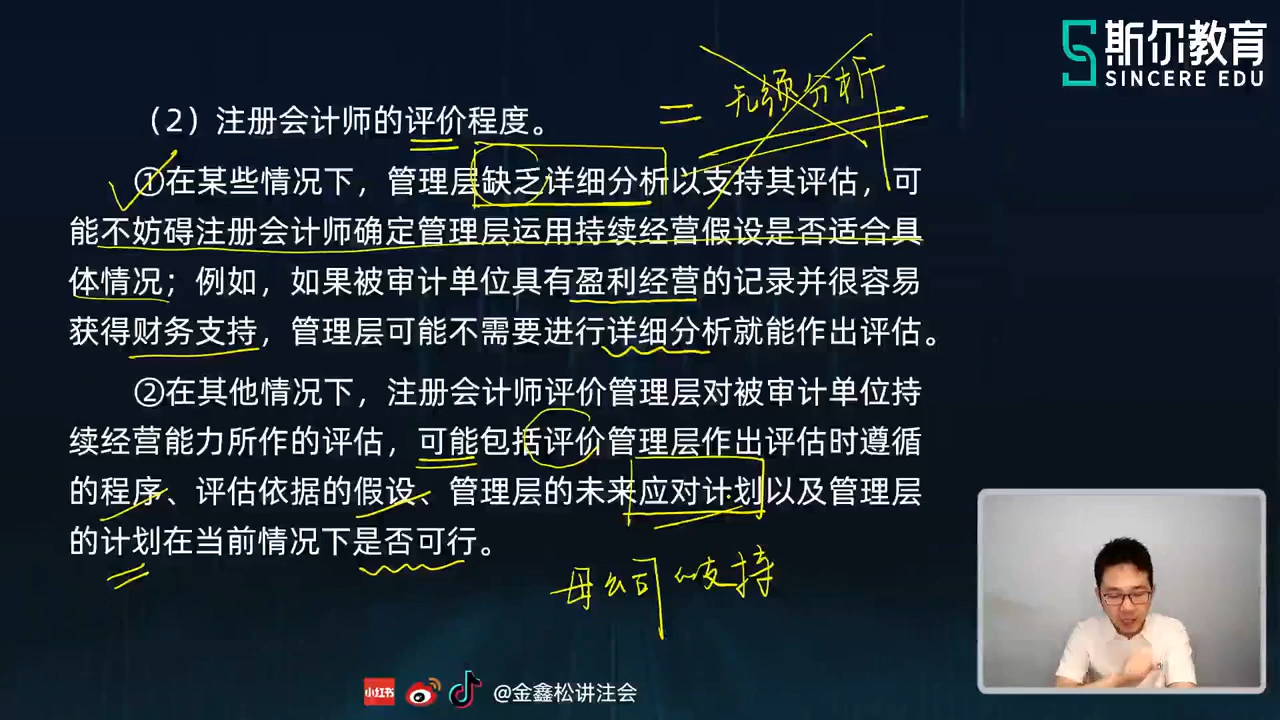 斯尔教育
SINCERE EDU
= 无须分析
（2）注册会计师的评价程度。
①在某些情况下，管理层缺乏详细分析以支持其评估，可
能不妨碍注册会计师确定管理层运用持续经营假设是否适合具
体情况；例如，如果被审计单位具有盈利经营的记录并很容易
获得财务支持，管理层可能不需要进行详细分析就能作出评估。
②在其他情况下，注册会计师评价管理层对被审计单位持
续经营能力所作的评估，可能包括评价管理层作出评估时遵循
的程序、评估依据的假设、管理层的未来应对计划以及管理层
的计划在当前情况下是否可行。
母公司 支持
小红书 @金鑫松讲注会